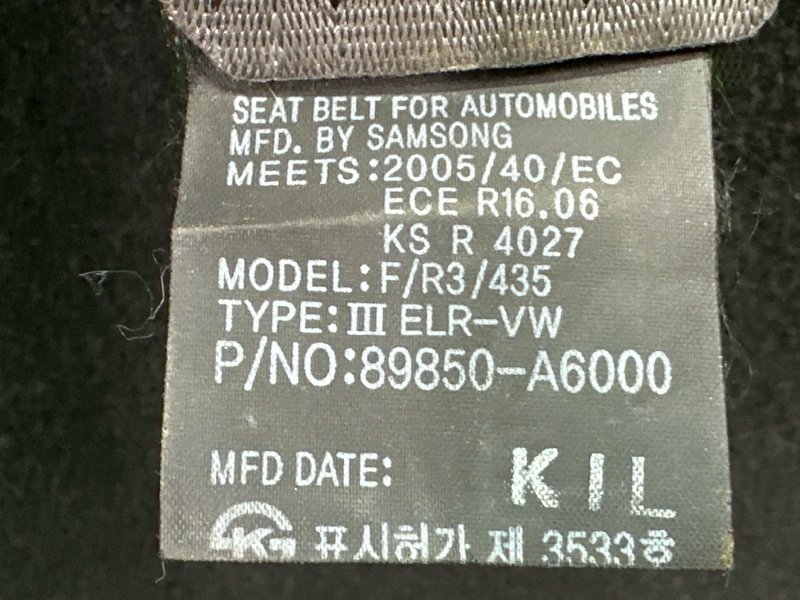 SEAT BELT FOR AUTOMOBILES
MFD. BY SAMSONG
MEETS:2005/40/EC
ECE R16.06
KS R 4027
MODEL:F/R3/435
TYPE:Ⅲ ELR-VW
P/NO:89850-A6000
MFD DATE: KIL
표시허가 제 3533호